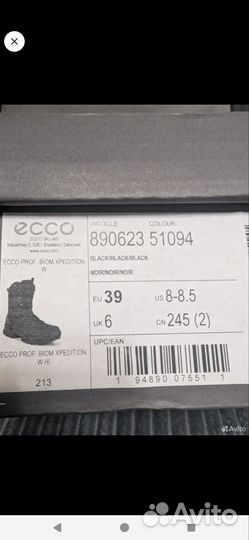 ecco
ECCO Sko A/S
Industrivej 5, 6261 Bredebro, Denmark
www.ecco.com
ARTICLE COLOUR
890623 51094
BLACK/BLACK/BLACK
NOIR/NOIR/NOIR
ECCO PROF. BIOM XPEDITION
W
EU 39 US 8-8.5
UK 6 CN 245 (2)
ECCO PROF. BIOM XPEDITION
W HI
213
UPC/EAN
1 94890 07551 1
Avito
Avito